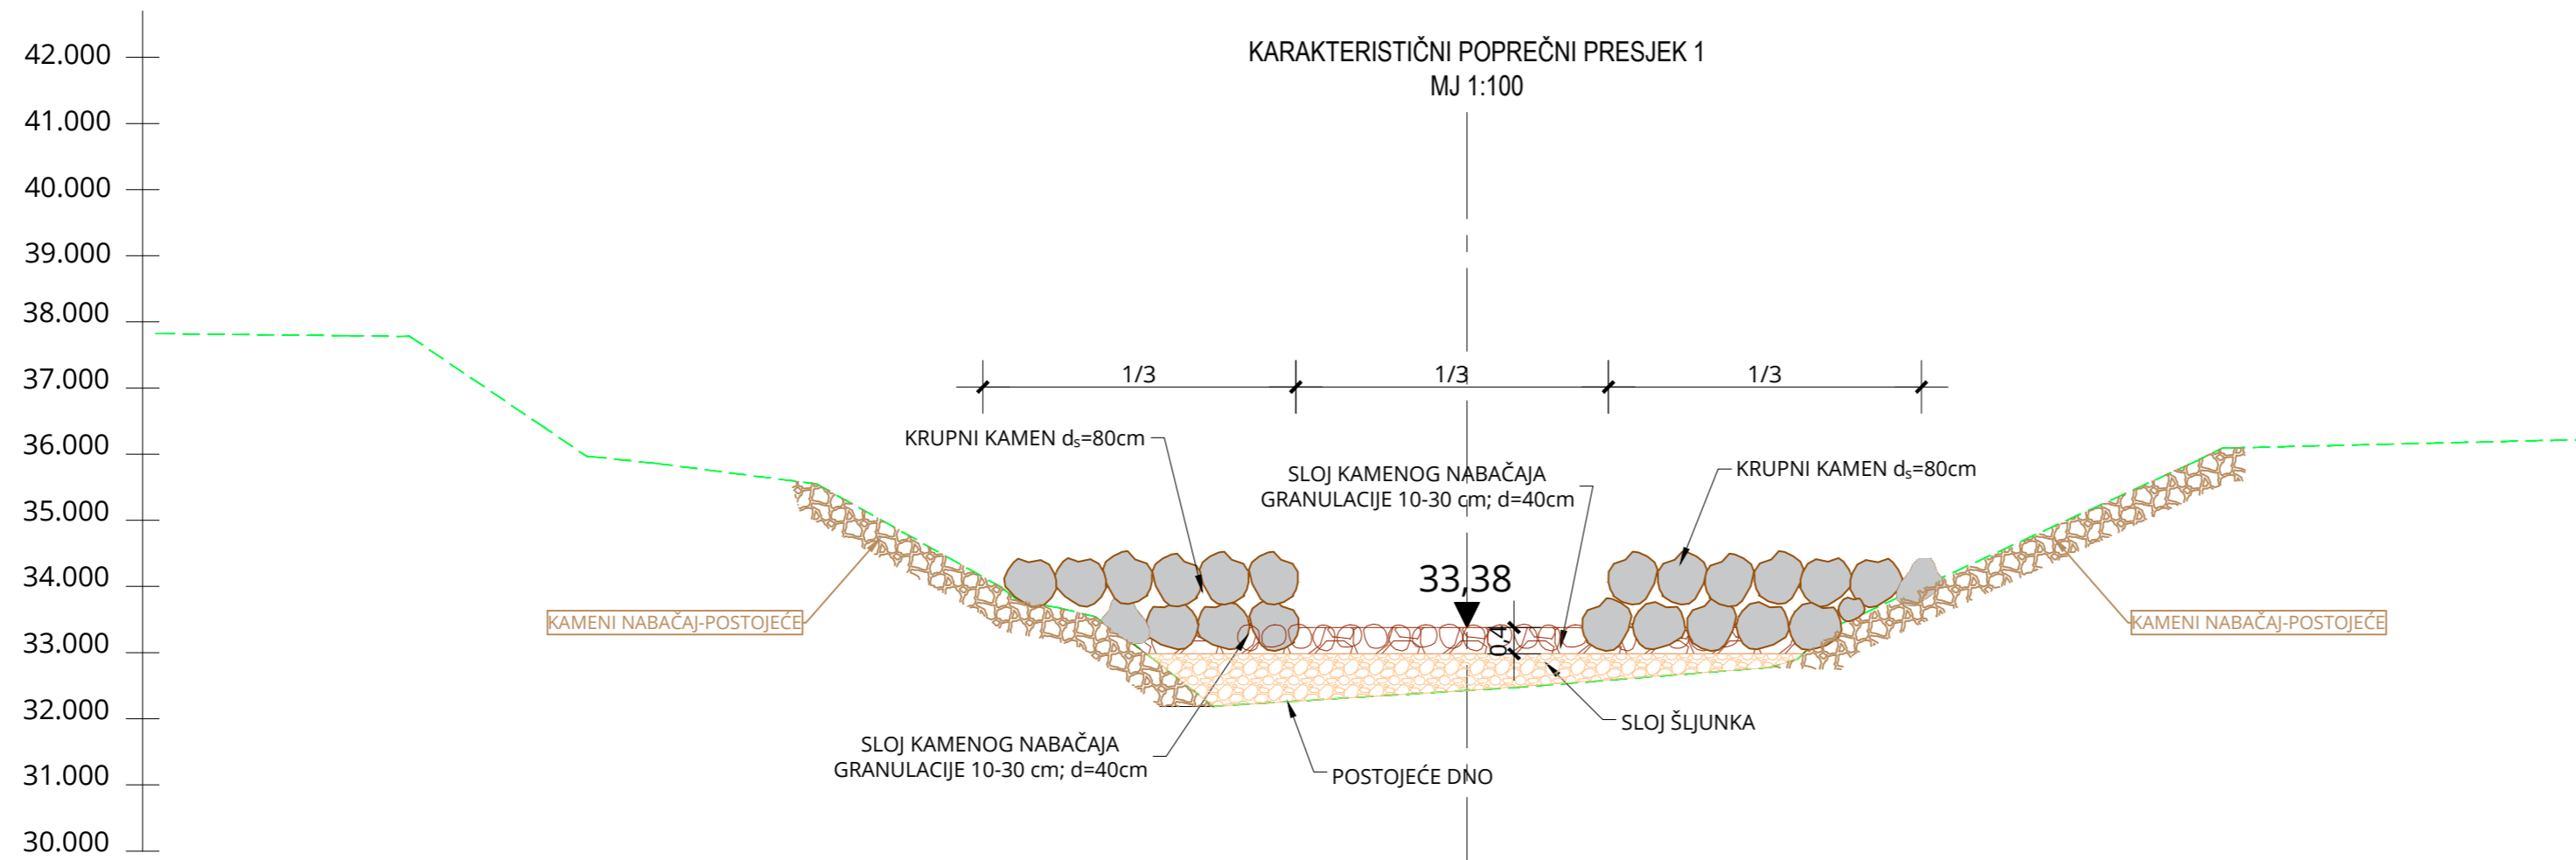 KARAKTERISTIČNI POPREČNI PRESJEK 1
MJ 1:100
42.000
41.000
40.000
39.000
38.000
37.000
36.000
35.000
34.000
33.000
32.000
31.000
30.000
1/3
1/3
1/3
KRUPNI KAMEN dₛ=80cm
SLOJ KAMENOG NABAČAJA
GRANULACIJE 10-30 cm; d=40cm
KRUPNI KAMEN dₛ=80cm
33,38
0,4
KAMENI NABAČAJ-POSTOJEĆE
KAMENI NABAČAJ-POSTOJEĆE
SLOJ ŠLJUNKA
SLOJ KAMENOG NABAČAJA
GRANULACIJE 10-30 cm; d=40cm
POSTOJEĆE DNO